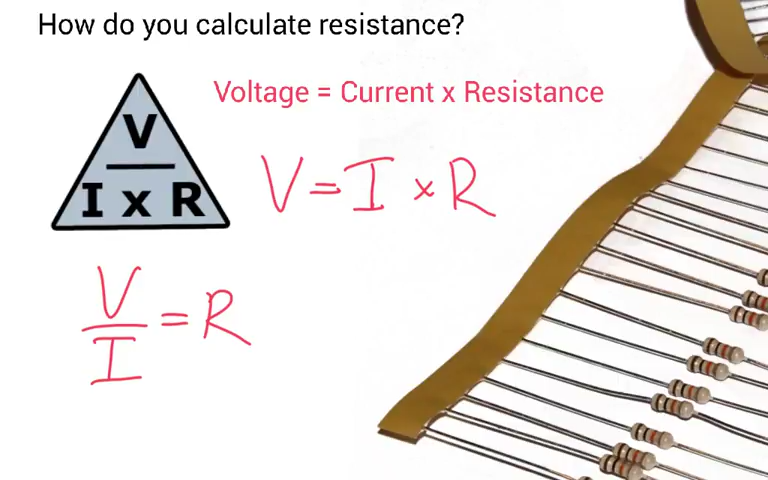 How do you calculate resistance?
Voltage = Current x Resistance
V
I x R
V = I × R
V
I
= R